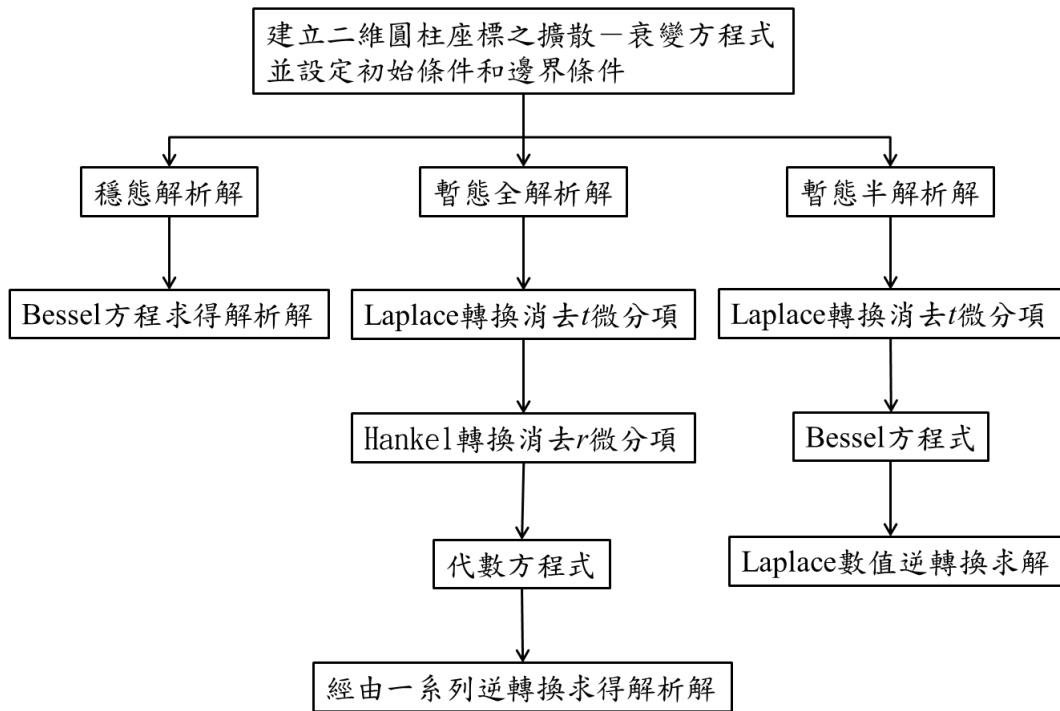 建立二維圓柱座標之擴散－衰變方程式
並設定初始條件和邊界條件
穩態解析解
暫態全解析解
暫態半解析解
Bessel方程求得解析解
Laplace轉換消去t微分項
Laplace轉換消去t微分項
Hankel轉換消去r微分項
Bessel方程式
代數方程式
Laplace數值逆轉換求解
經由一系列逆轉換求得解析解